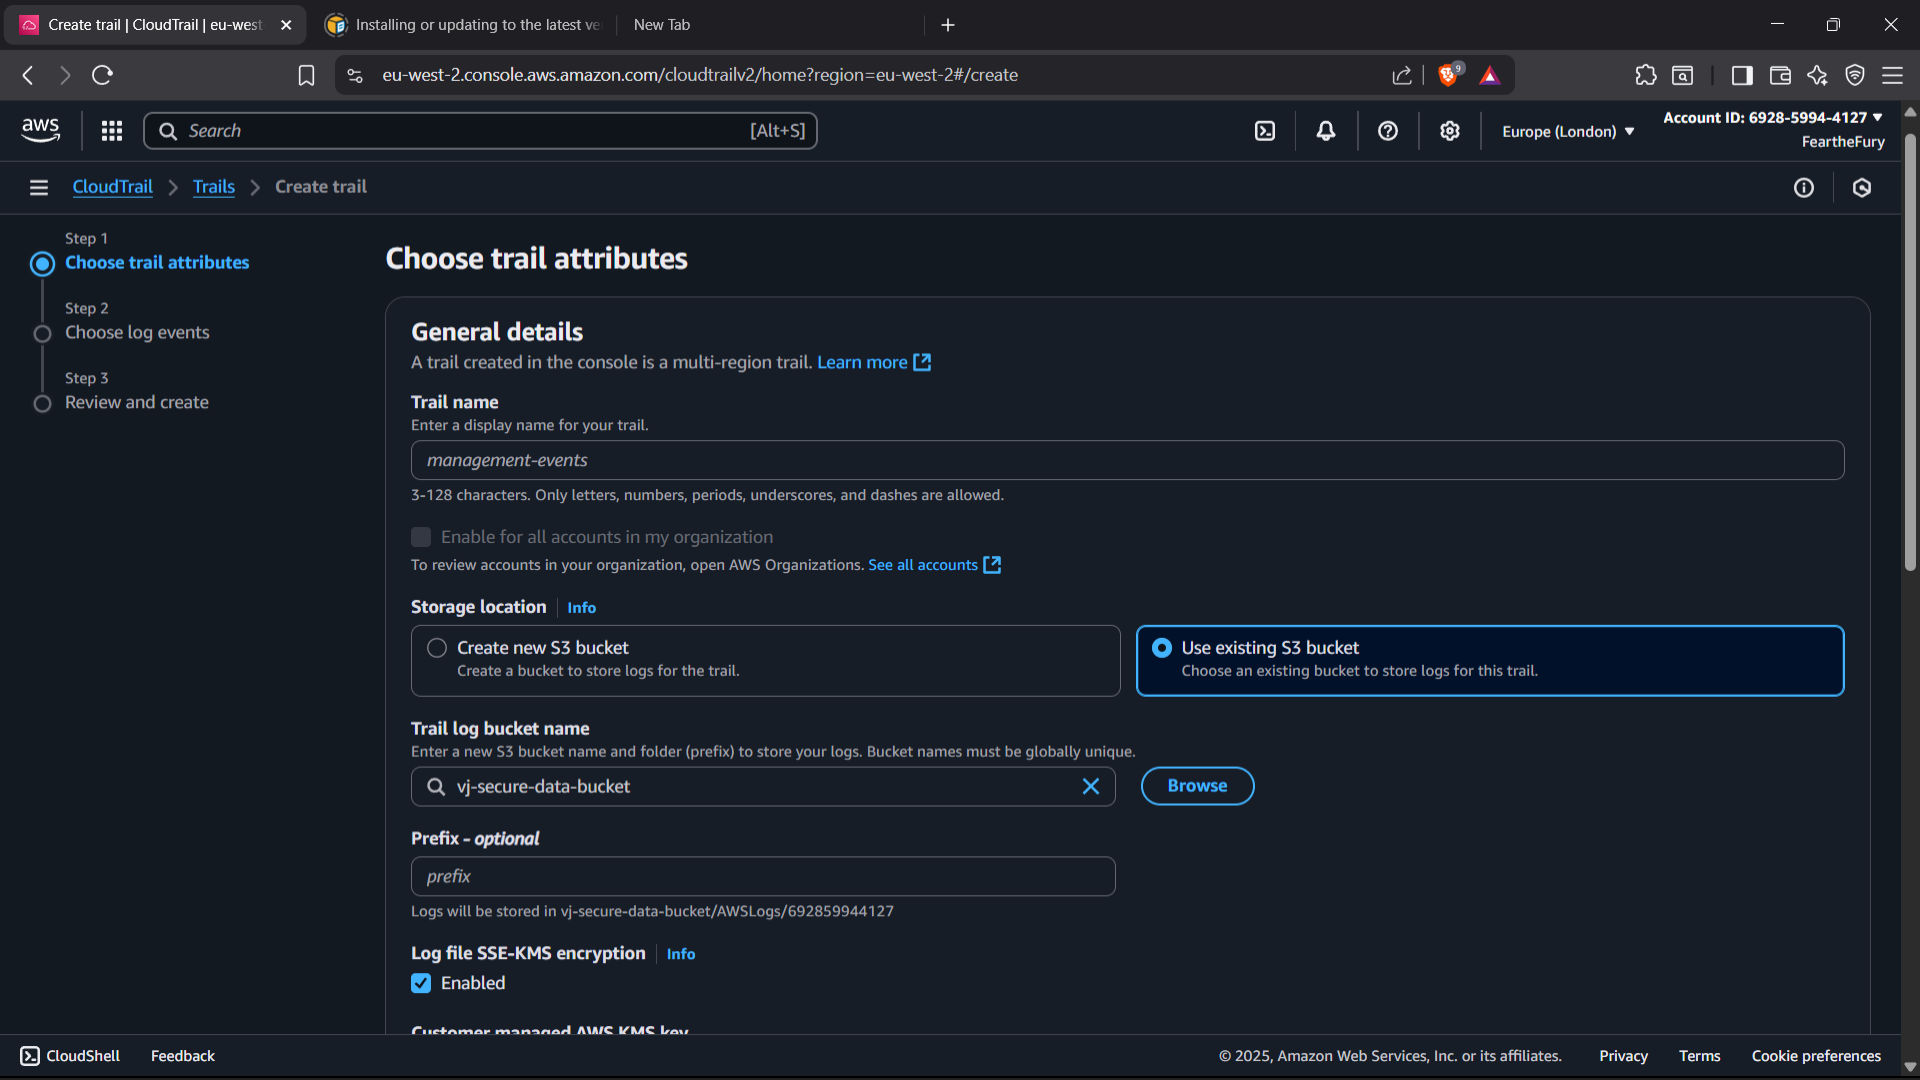 Create trail | CloudTrail | eu-west
Installing or updating to the latest ve
New Tab
eu-west-2.console.aws.amazon.com/cloudtrailv2/home?region=eu-west-2#/create
9
aws
Search
[Alt+S]
Europe (London)
Account ID: 6928-5994-4127
FeartheFury
CloudTrail
Trails
Create trail
Step 1
Choose trail attributes
Step 2
Choose log events
Step 3
Review and create
Choose trail attributes
General details
A trail created in the console is a multi-region trail. Learn more
Trail name
Enter a display name for your trail.
management-events
3-128 characters. Only letters, numbers, periods, underscores, and dashes are allowed.
Enable for all accounts in my organization
To review accounts in your organization, open AWS Organizations. See all accounts
Storage location
Info
Create new S3 bucket
Create a bucket to store logs for the trail.
Use existing S3 bucket
Choose an existing bucket to store logs for this trail.
Trail log bucket name
Enter a new S3 bucket name and folder (prefix) to store your logs. Bucket names must be globally unique.
vj-secure-data-bucket
Browse
Prefix - optional
prefix
Logs will be stored in vj-secure-data-bucket/AWSLogs/692859944127
Log file SSE-KMS encryption
Info
Enabled
Customer managed AWS KMS key
CloudShell
Feedback
© 2025, Amazon Web Services, Inc. or its affiliates.
Privacy
Terms
Cookie preferences